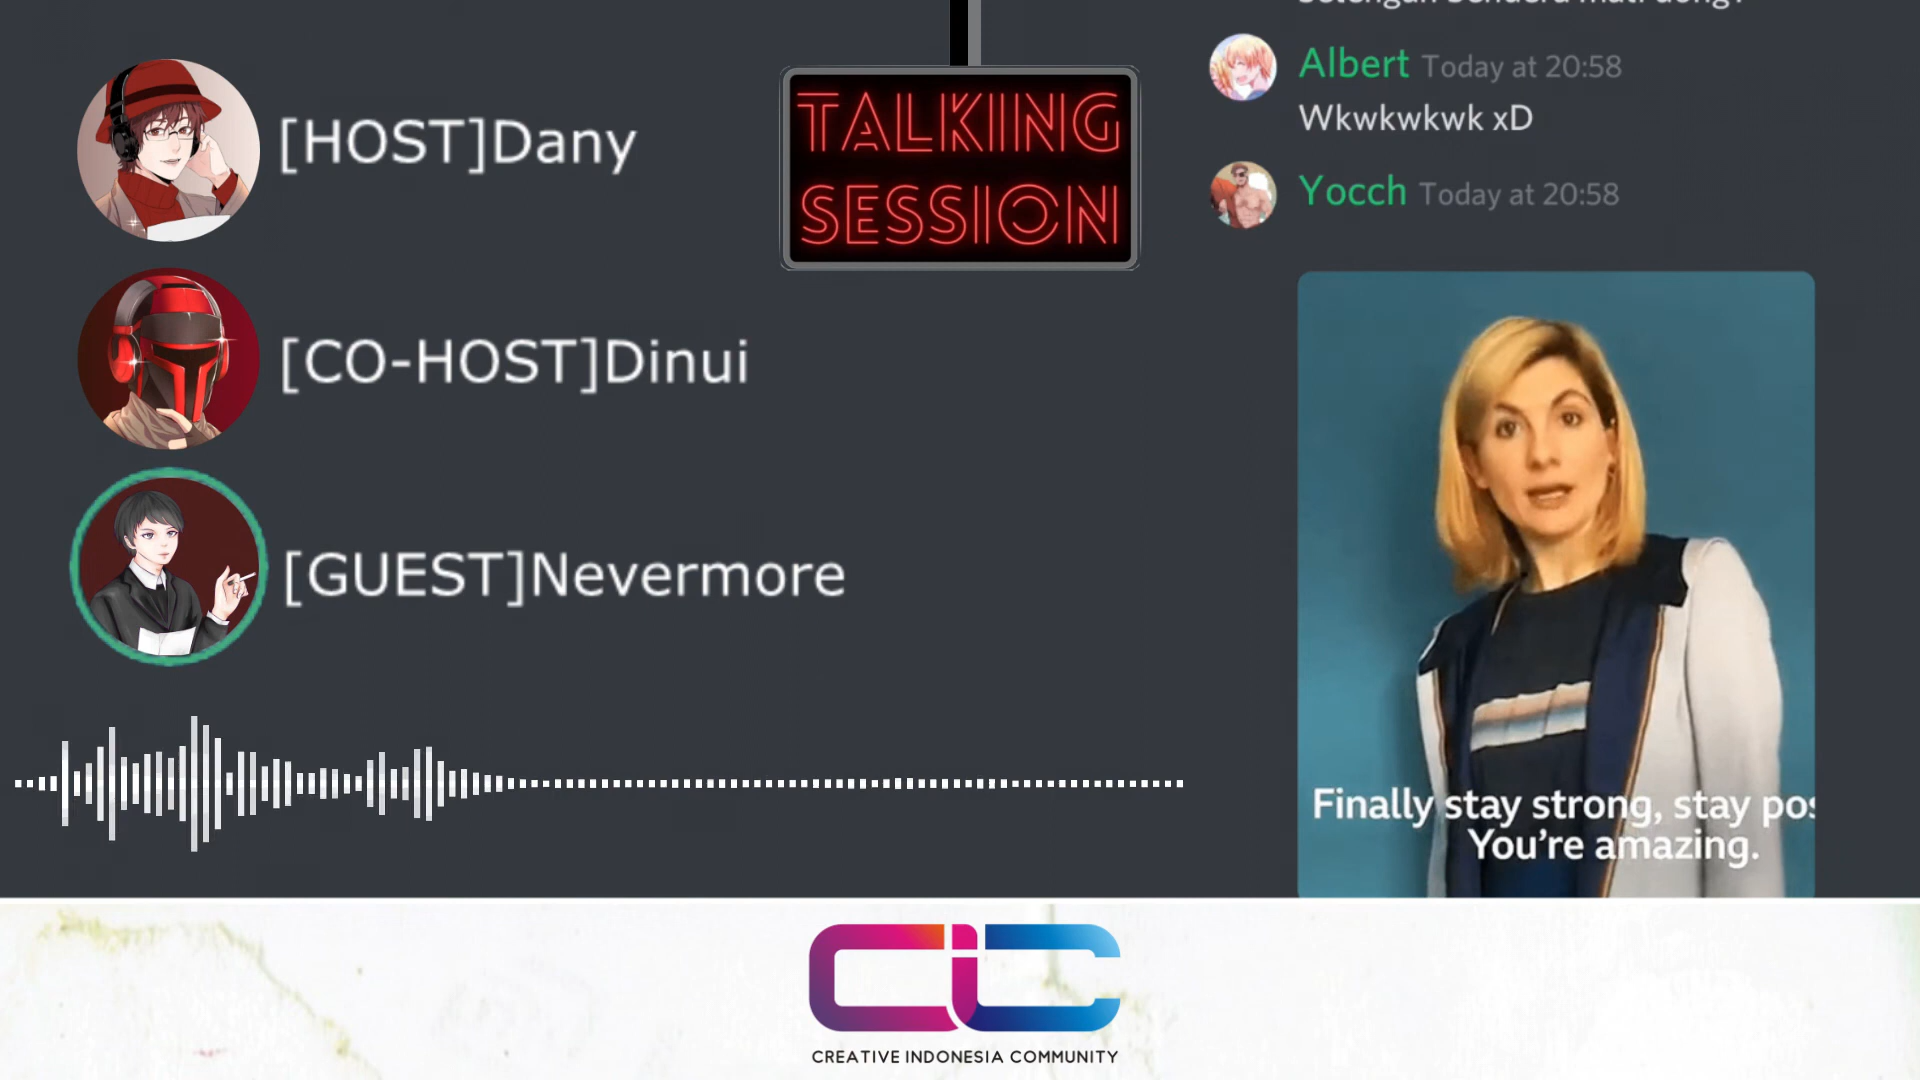 [HOST]Dany
[CO-HOST]Dinui
[GUEST]Nevermore
TALKING
SESSION
Albert Today at 20:58
Wkwkwkwk xD
Yocch Today at 20:58
Finally stay strong, stay pos
You're amazing.
CIC
CREATIVE INDONESIA COMMUNITY